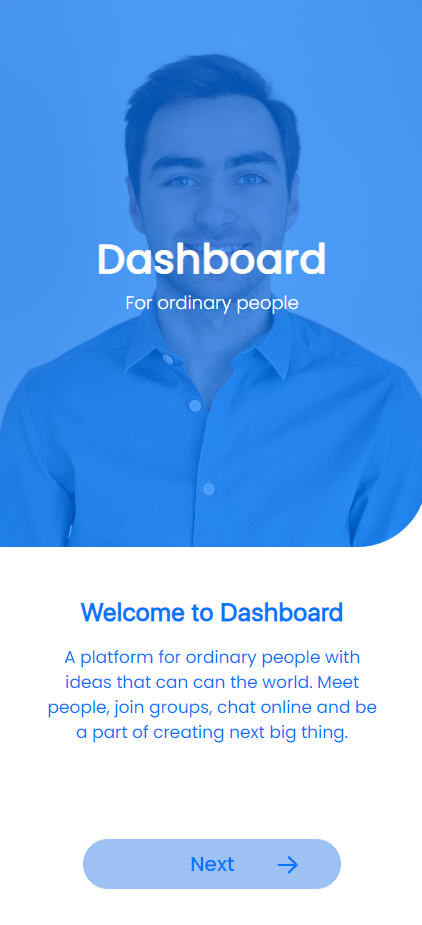 Dashboard
For ordinary people
Welcome to Dashboard
A platform for ordinary people with
ideas that can can the world. Meet
people, join groups, chat online and be
a part of creating next big thing.
Next